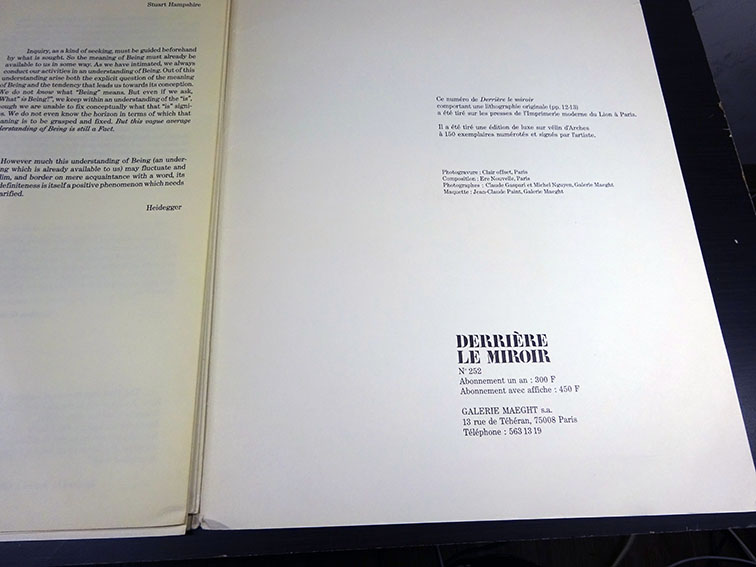 Stuart Hampshire
Inquiry, as a kind of seeking, must be guided beforehand
by what is sought. So the meaning of Being must already be
available to us in some way. As we have intimated, we always
conduct our activities in an understanding of Being. Out of this
understanding arise both the explicit question of the meaning
of Being and the tendency that leads us towards its conception.
We do not know what "Being" means. But even if we ask,
What" is Being?", we keep within an understanding of the "is",
ough we are unable to fix conceptually what that "is" signi-
s. We do not even know the horizon in terms of which that
aning is to be grasped and fixed. But this vague average
derstanding of Being is still a Fact.
However much this understanding of Being (an under-
ng which is already available to us) may fluctuate and
lim, and border on mere acquaintance with a word, its
definiteness is itself a positive phenomenon which needs
arified.
Heidegger
Ce numéro de Derrière le miroir
comportant une lithographie originale (pp. 12-13)
a été tiré sur les presses de l'Imprimerie moderne du Lion à Paris.
Il a été tiré une édition de luxe sur vélin d'Arches
à 150 exemplaires numérotés et signés par l'artiste.
Photogravure : Clair offset, Paris
Composition : Ere Nouvelle, Paris
Photographes : Claude Gaspari et Michel Nguyen, Galerie Maeght
Maquette : Jean-Claude Paint, Galerie Maeght
DERRIÈRE
LE MIROIR
N° 252
Abonnement un an : 300 F
Abonnement avec affiche : 450 F
GALERIE MAEGHT s.a.
13 rue de Téhéran, 75008 Paris
Téléphone : 563 13 19